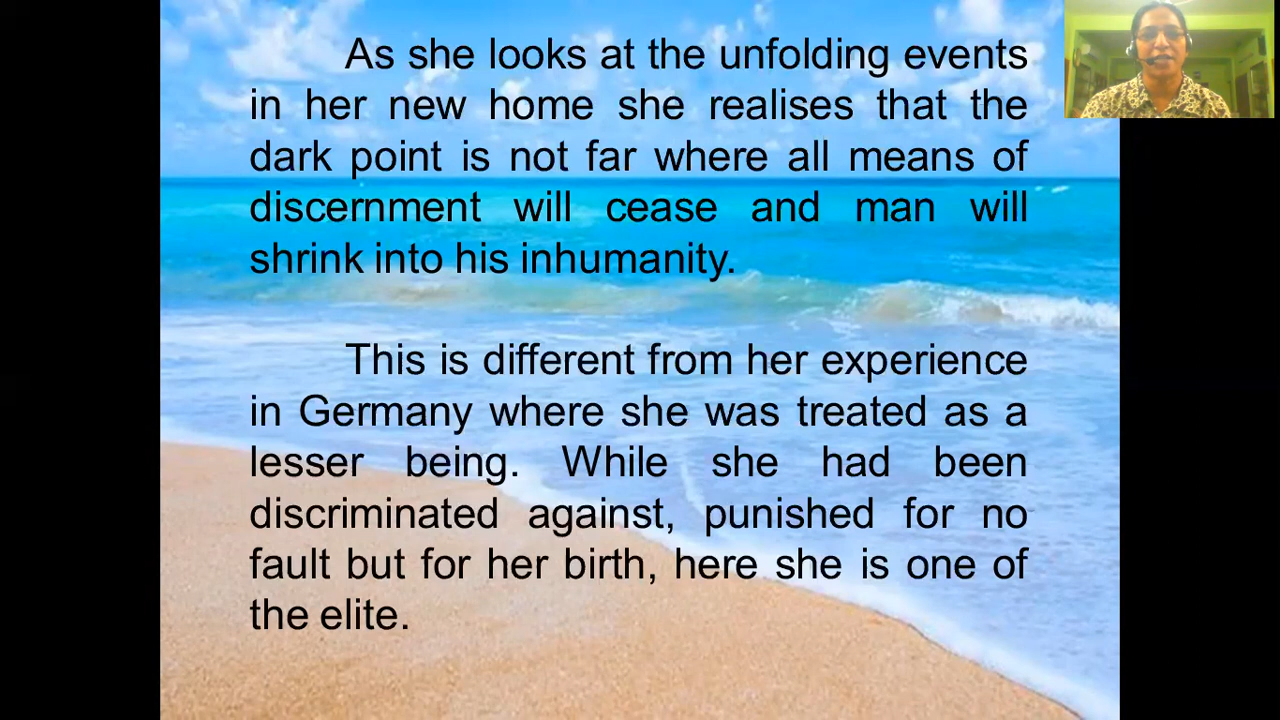 As she looks at the unfolding events
in her new home she realises that the
dark point is not far where all means of
discernment will cease and man will
shrink into his inhumanity.
This is different from her experience
in Germany where she was treated as a
lesser being. While she had been
discriminated against, punished for no
fault but for her birth, here she is one of
the elite.